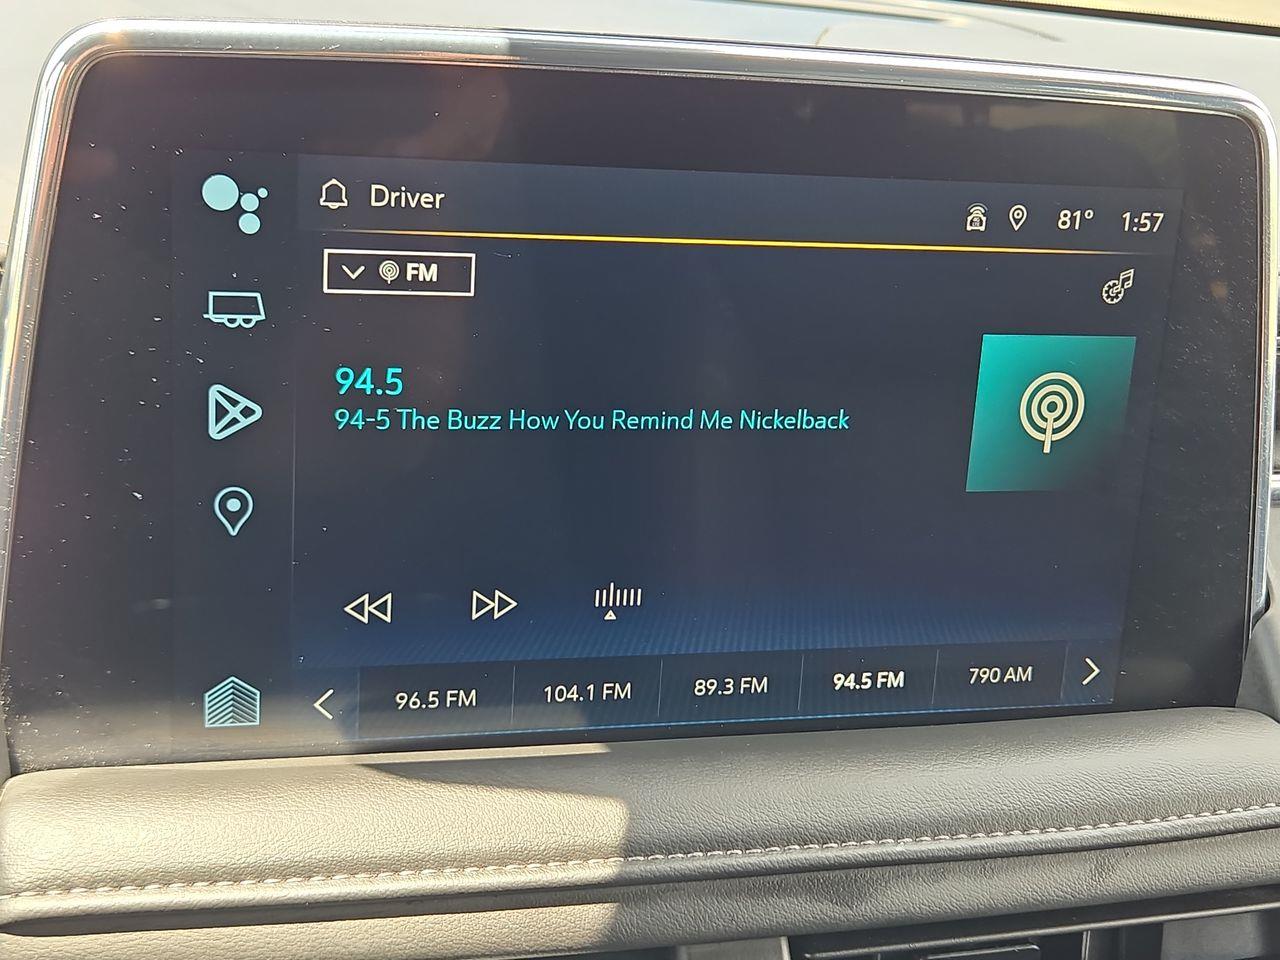 Driver
81° 1:57
FM
94.5
94-5 The Buzz How You Remind Me Nickelback
96.5 FM 104.1 FM 89.3 FM 94.5 FM 790 AM